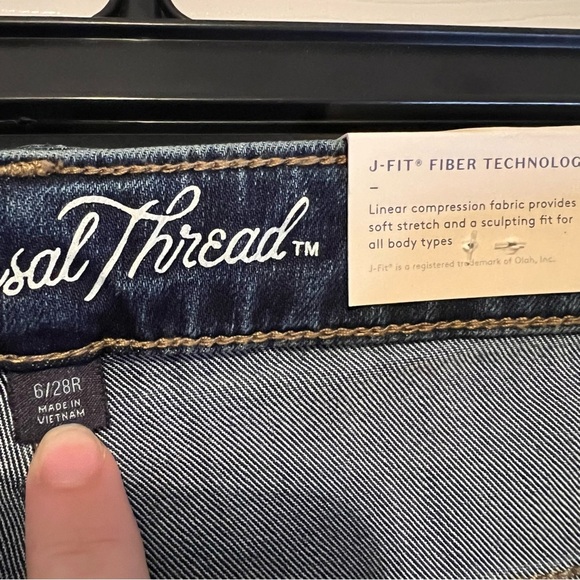 sal Thread™
J-FIT® FIBER TECHNOLOG
–
Linear compression fabric provides
soft stretch and a sculpting fit for
all body types
J-Fit® is a registered trademark of Olah, Inc.
6/28R
MADE IN
VIETNAM